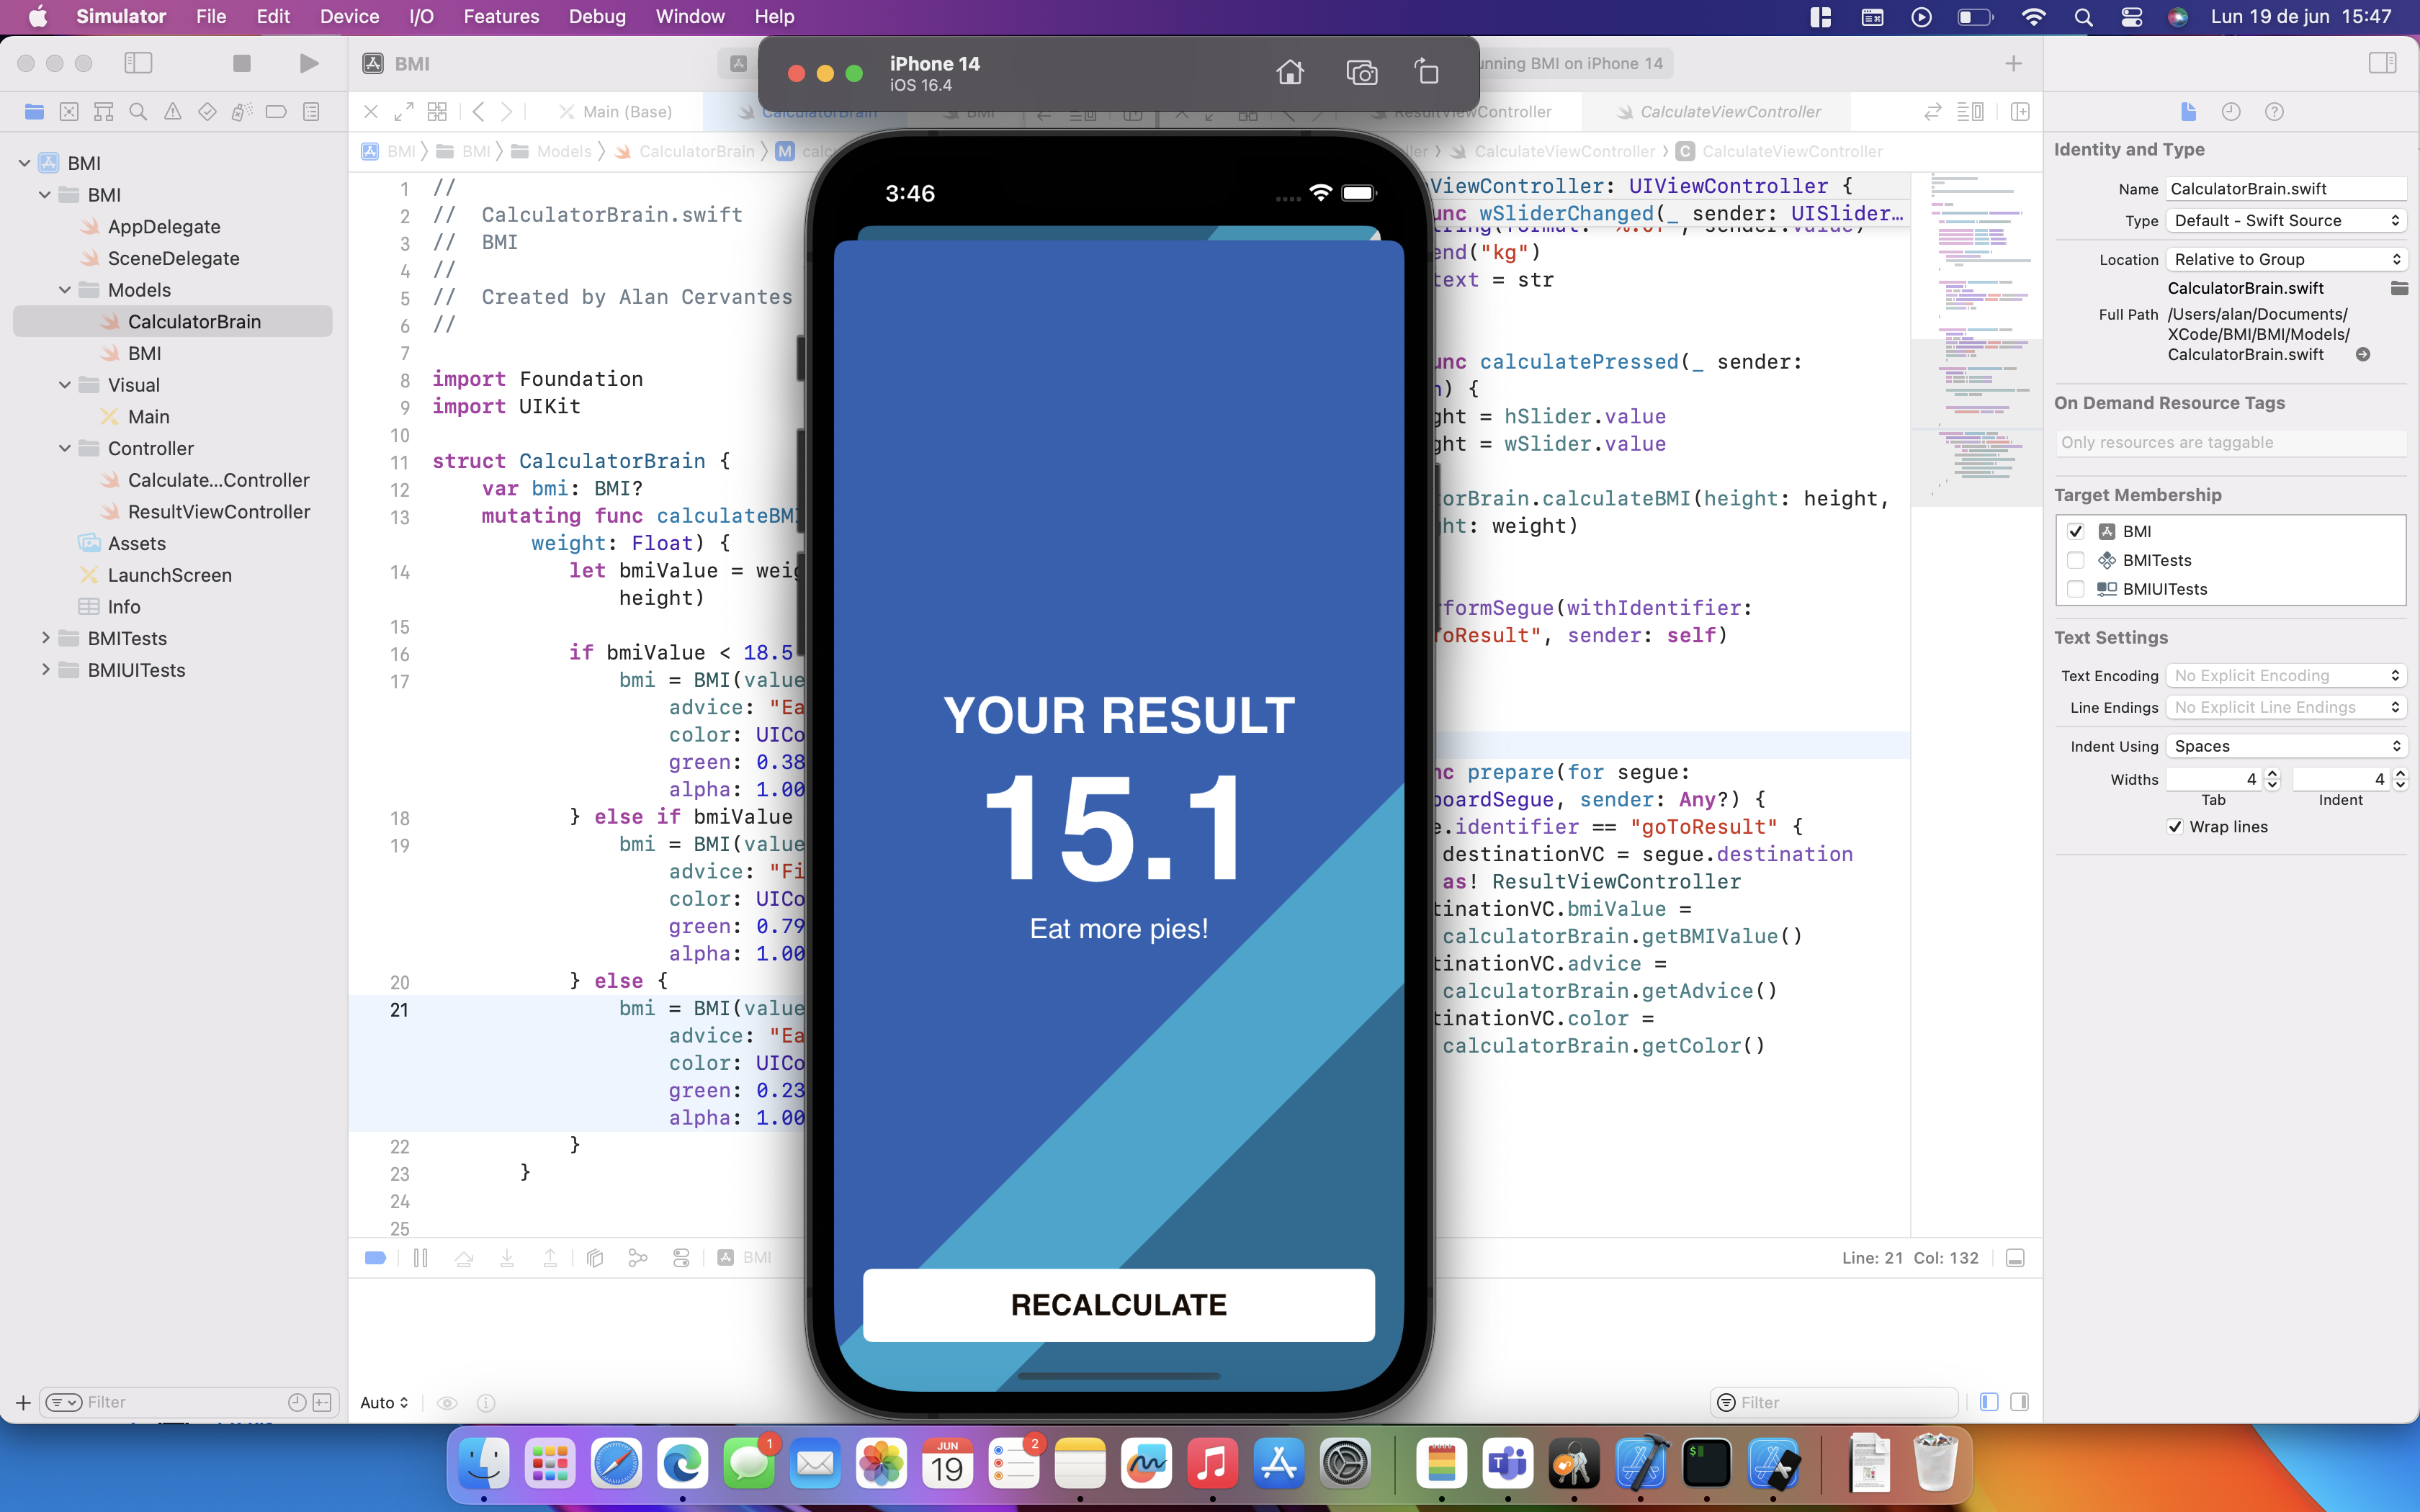 Simulator File Edit Device I/O Features Debug Window Help Lun 19 de jun 15:47
BMI
iPhone 14
iOS 16.4
unning BMI on iPhone 14
Main (Base) CalculatorBrain BMI ResultViewController CalculateViewController
BMI BMI Models CalculatorBrain M
CalculateViewController C CalculateViewController
BMI
BMI
AppDelegate
SceneDelegate
Models
CalculatorBrain
BMI
Visual
Main
Controller
Calculate...Controller
ResultViewController
Assets
LaunchScreen
Info
BMITests
BMIUITests
Filter
1 //
2 // CalculatorBrain.swift
3 // BMI
4 //
5 // Created by Alan Cervantes
6 //
7
8 import Foundation
9 import UIKit
10
11 struct CalculatorBrain {
12 var bmi: BMI?
13 mutating func calculateBM
weight: Float) {
14 let bmiValue = weig
height)
15
16 if bmiValue < 18.5
17 bmi = BMI(value
advice: "Ea
color: UICo
green: 0.38
alpha: 1.00
18 } else if bmiValue
19 bmi = BMI(value
advice: "Fi
color: UICo
green: 0.79
alpha: 1.00
20 } else {
21 bmi = BMI(value
advice: "Ea
color: UICo
green: 0.23
alpha: 1.00
22 }
23 }
24
25
BMI
Auto
3:46
YOUR RESULT
15.1
Eat more pies!
RECALCULATE
ViewController: UIViewController {
unc wSliderChanged(_ sender: UISlider…
end("kg")
text = str
unc calculatePressed(_ sender:
) {
ght = hSlider.value
ght = wSlider.value
torBrain.calculateBMI(height: height,
ht: weight)
rformSegue(withIdentifier:
oResult", sender: self)
nc prepare(for segue:
boardSegue, sender: Any?) {
e.identifier == "goToResult" {
destinationVC = segue.destination
as! ResultViewController
tinationVC.bmiValue =
calculatorBrain.getBMIValue()
tinationVC.advice =
calculatorBrain.getAdvice()
tinationVC.color =
calculatorBrain.getColor()
Line: 21 Col: 132
Filter
Identity and Type
Name CalculatorBrain.swift
Type Default - Swift Source
Location Relative to Group
CalculatorBrain.swift
Full Path /Users/alan/Documents/
XCode/BMI/BMI/Models/
CalculatorBrain.swift
On Demand Resource Tags
Only resources are taggable
Target Membership
BMI
BMITests
BMIUITests
Text Settings
Text Encoding No Explicit Encoding
Line Endings No Explicit Line Endings
Indent Using Spaces
Widths 4 4
Tab Indent
Wrap lines
1
JUN
19
2